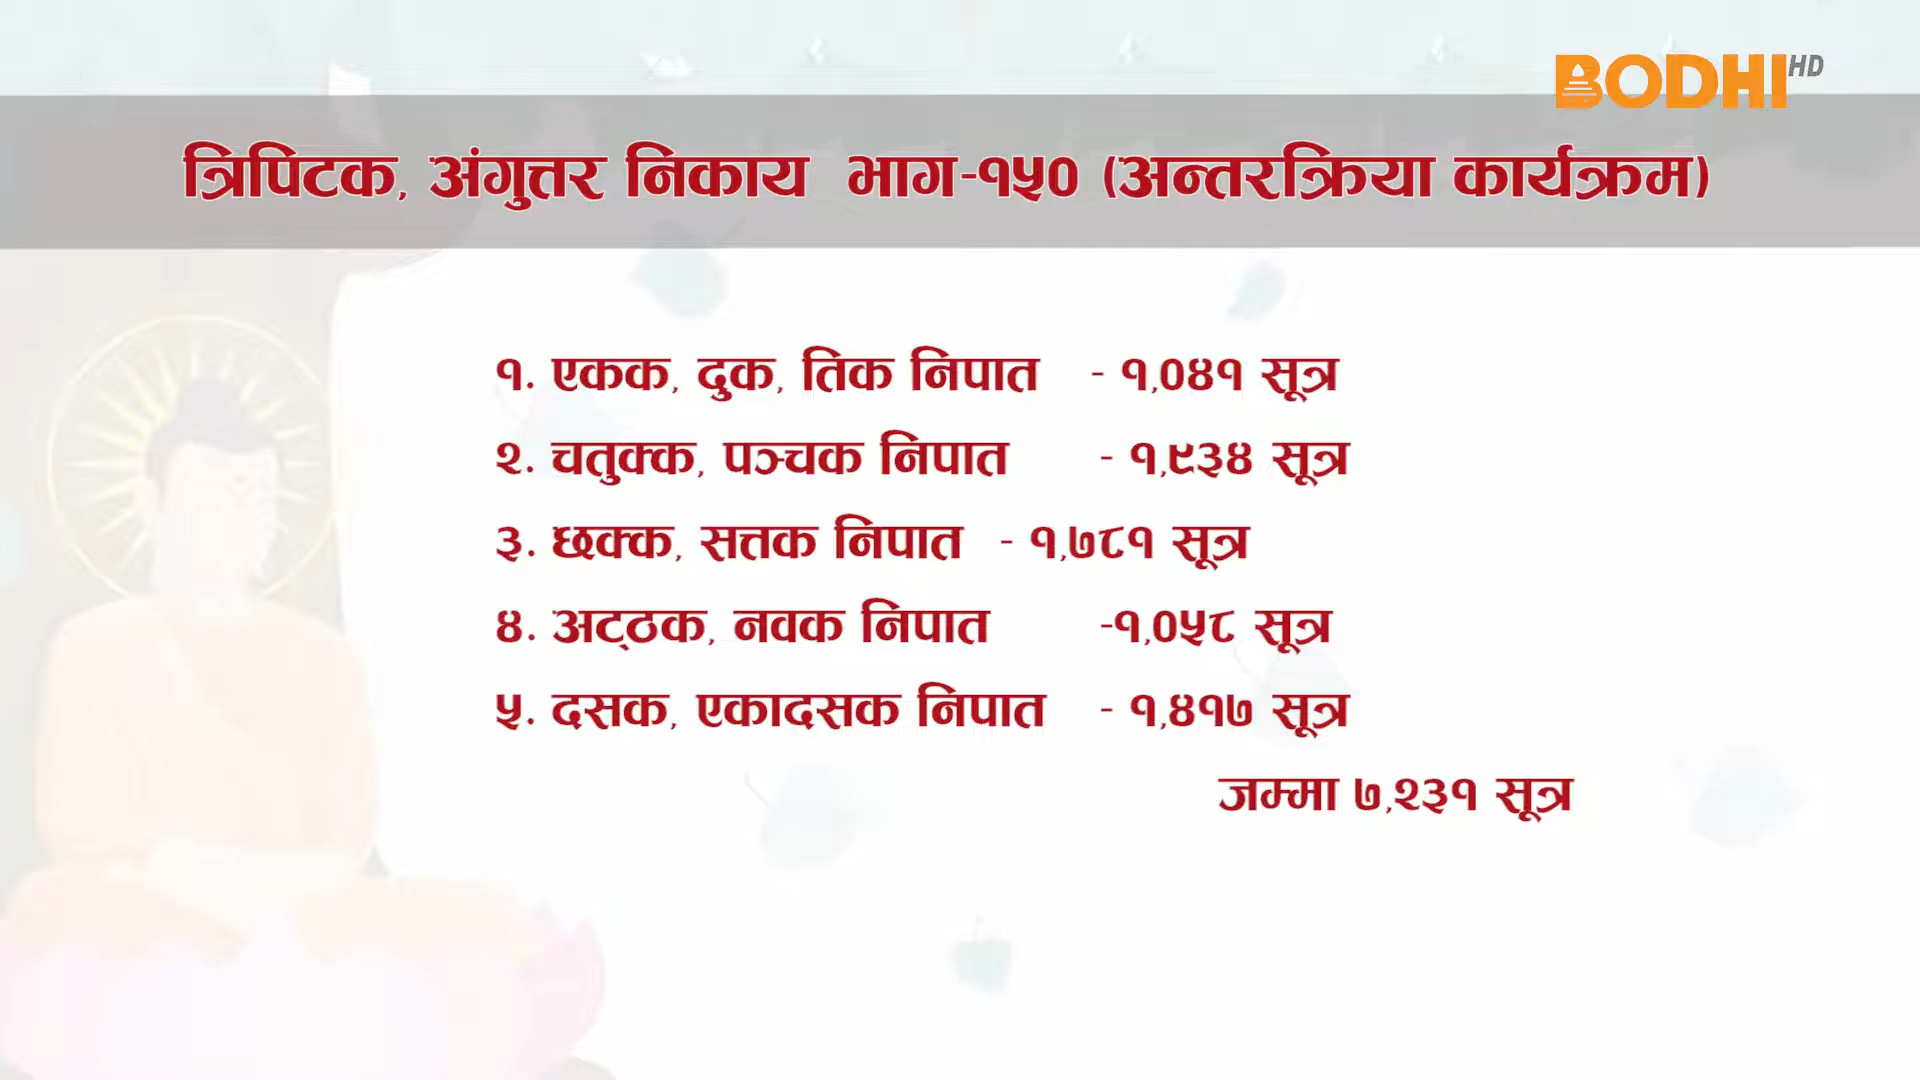 BODHI HD
त्रिपिटक, अंगुत्तर निकाय भाग-१५० (अन्तरक्रिया कार्यक्रम)
१. एकक, दुक, तिक निपात - १,०४१ सूत्र
२. चतुक्क, पञ्चक निपात - १,९३४ सूत्र
३. छक्क, सत्तक निपात - १,७८१ सूत्र
४. अट्ठक, नवक निपात -१,०५८ सूत्र
५. दसक, एकादसक निपात - १,४१७ सूत्र
जम्मा ७,२३१ सूत्र